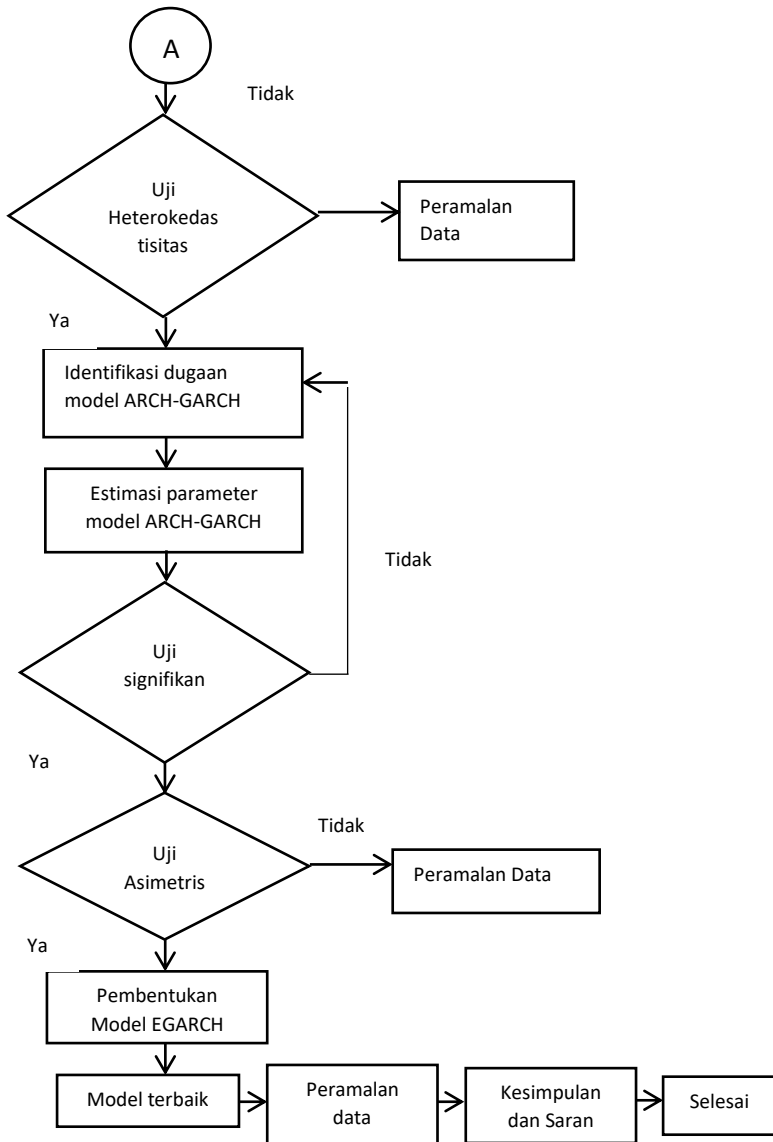 A
Tidak
Uji
Heterokedas
tisitas
Peramalan
Data
Ya
Identifikasi dugaan
model ARCH-GARCH
Estimasi parameter
model ARCH-GARCH
Tidak
Uji
signifikan
Ya
Tidak
Uji
Asimetris
Peramalan Data
Ya
Pembentukan
Model EGARCH
Model terbaik
Peramalan
data
Kesimpulan
dan Saran
Selesai